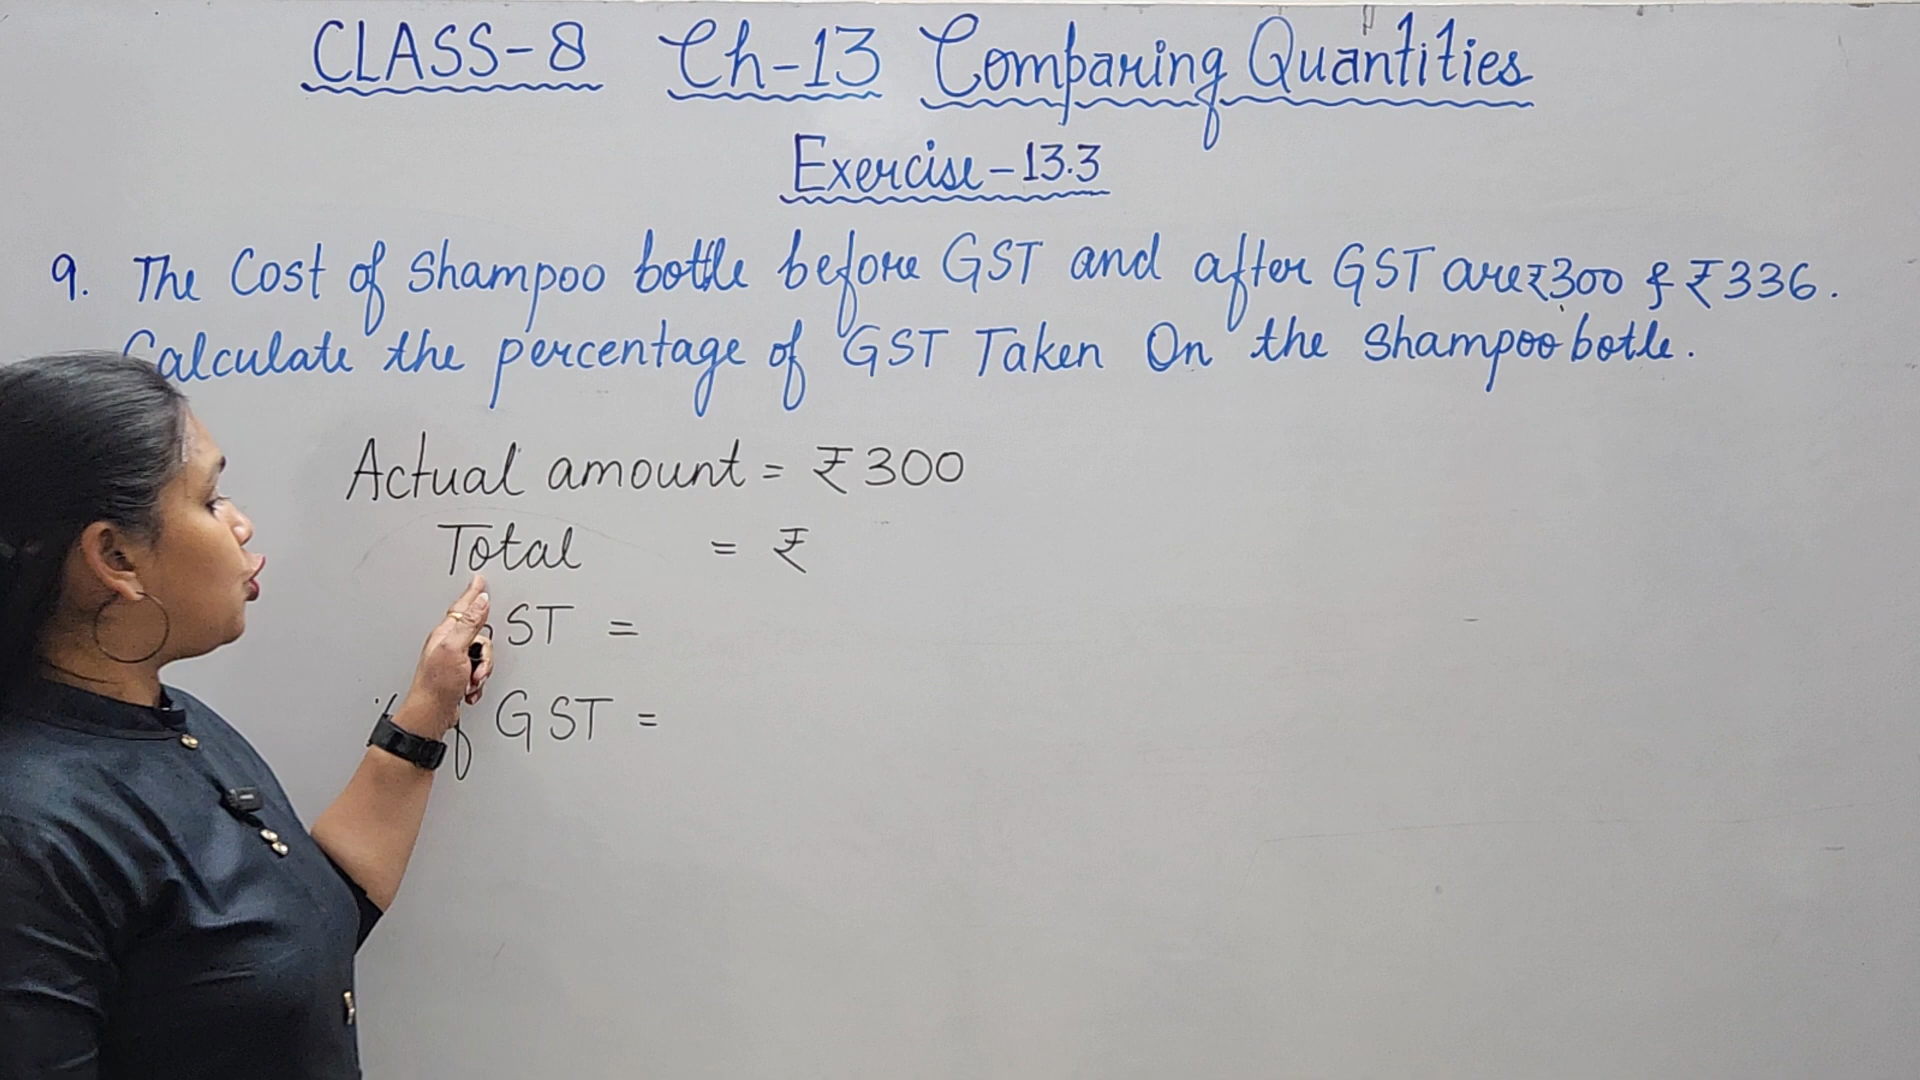 CLASS-8 Ch-13 Comparing Quantities
Exercise-13.3
9. The Cost of Shampoo bottle before GST and after GST are ₹300 & ₹336.
Calculate the percentage of GST Taken On the Shampoo botle.
Actual amount = ₹300
Total = ₹
ST =
GST =